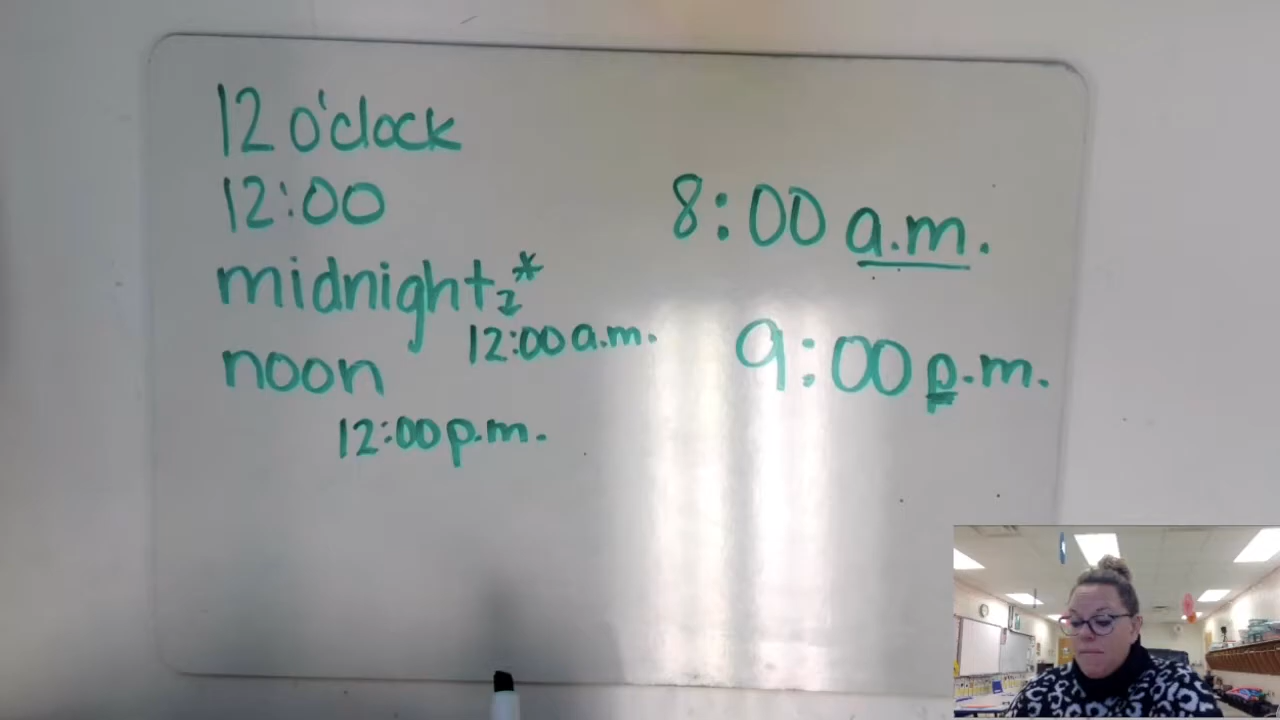 12 o'clock
12:00
midnight *
12:00 a.m.
noon
12:00 p.m.
8:00 a.m.
9:00 p.m.